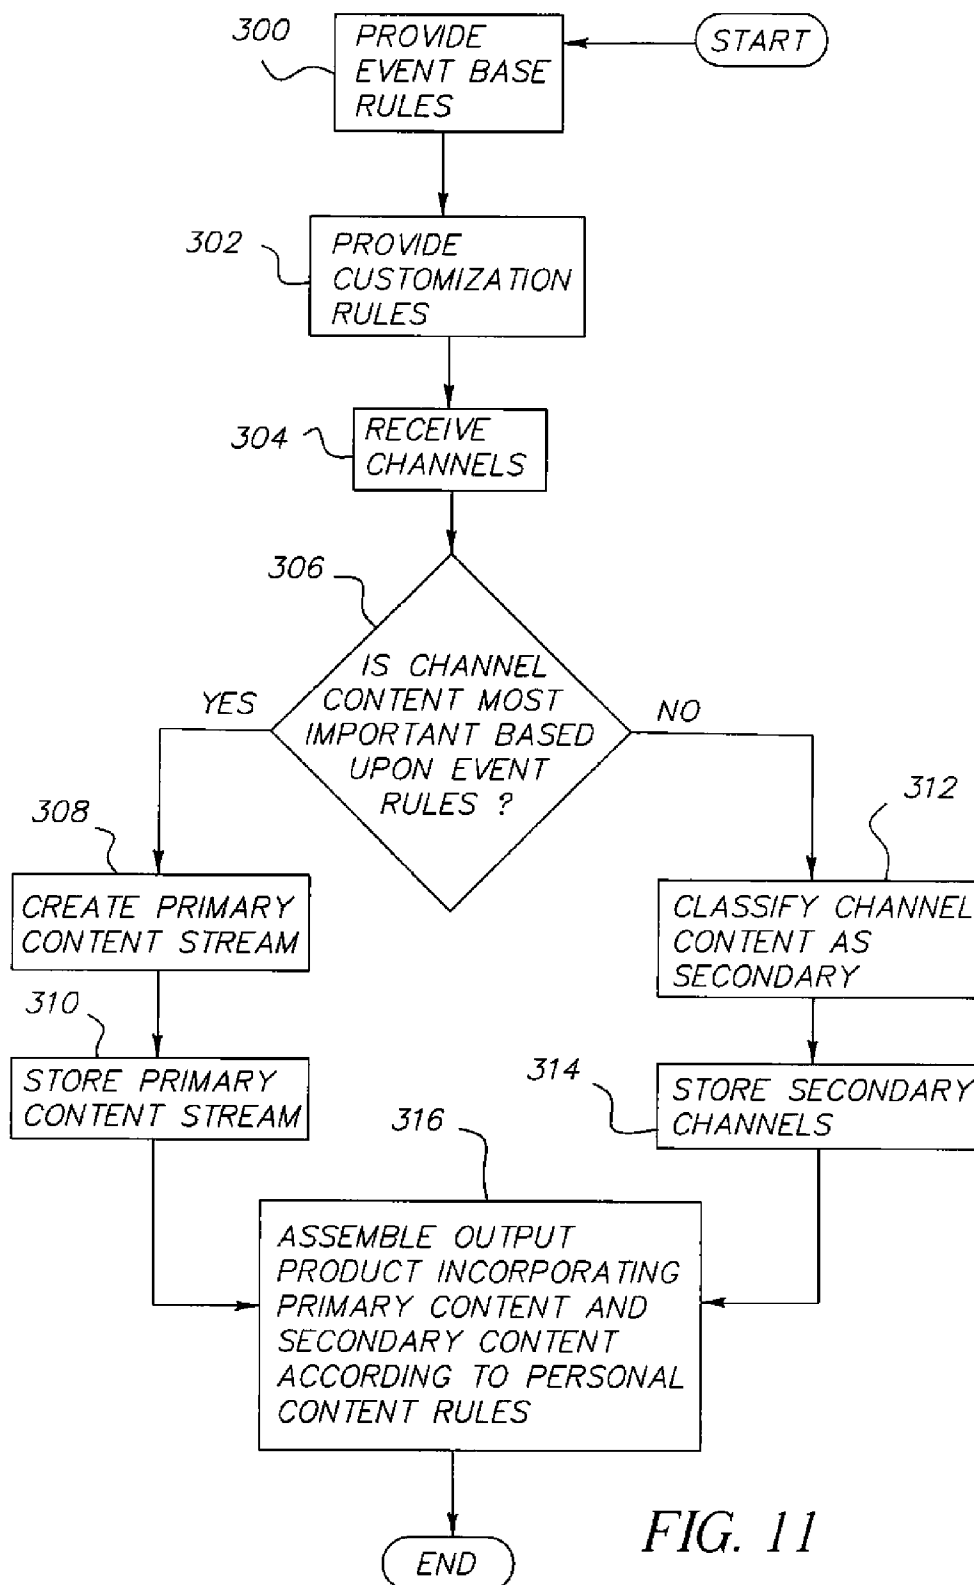 300
PROVIDE
EVENT BASE
RULES
START
302
PROVIDE
CUSTOMIZATION
RULES
304
RECEIVE
CHANNELS
306
IS CHANNEL
CONTENT MOST
IMPORTANT BASED
UPON EVENT
RULES ?
YES
NO
308
CREATE PRIMARY
CONTENT STREAM
312
CLASSIFY CHANNEL
CONTENT AS
SECONDARY
310
STORE PRIMARY
CONTENT STREAM
314
STORE SECONDARY
CHANNELS
316
ASSEMBLE OUTPUT
PRODUCT INCORPORATING
PRIMARY CONTENT AND
SECONDARY CONTENT
ACCORDING TO PERSONAL
CONTENT RULES
END
FIG. 11